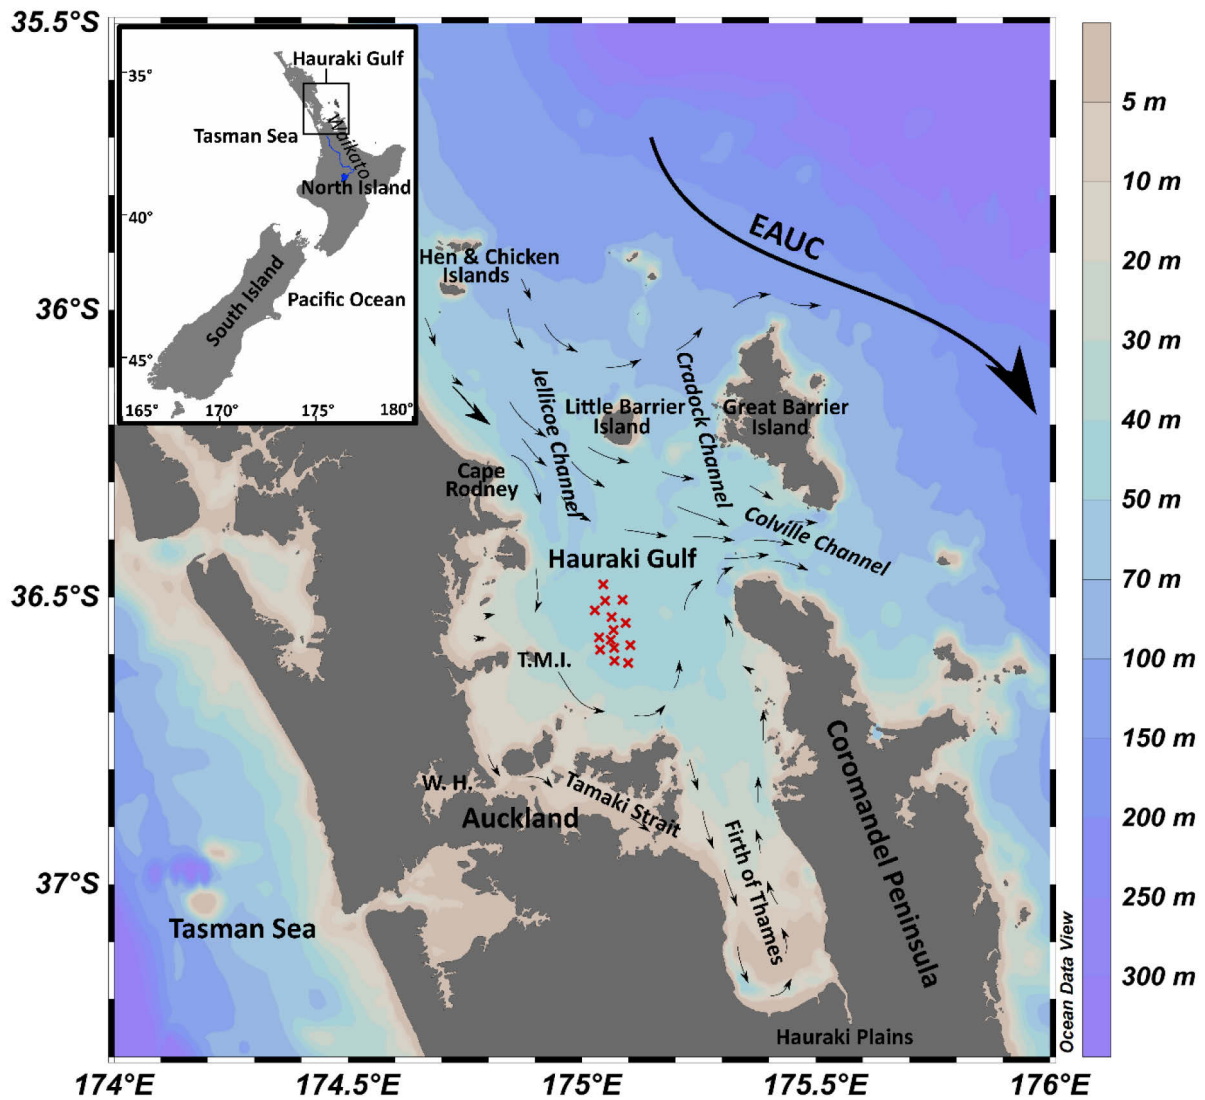 35.5°S
36°S
36.5°S
37°S
174°E
174.5°E
175°E
175.5°E
176°E
Hauraki Gulf
35°
Tasman Sea
Waikato
North Island
40°
South Island
Pacific Ocean
45°
165°
170°
175°
180°
EAUC
Hen & Chicken
Islands
Jellicoe Channel
Little Barrier
Island
Cradock Channel
Great Barrier
Island
Cape
Rodney
Colville Channel
Hauraki Gulf
T.M.I.
W. H.
Auckland
Tamaki Strait
Firth of Thames
Coromandel Peninsula
Tasman Sea
Hauraki Plains
Ocean Data View
5 m
10 m
20 m
30 m
40 m
50 m
70 m
100 m
150 m
200 m
250 m
300 m